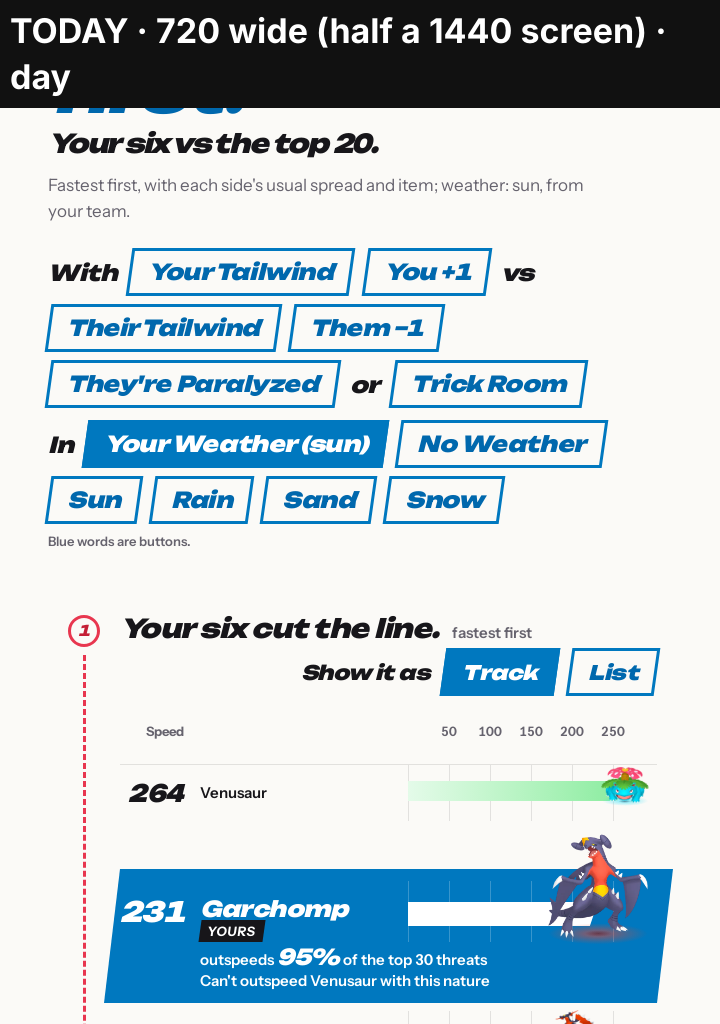 TODAY · 720 wide (half a 1440 screen) ·
day
first.
Your six vs the top 20.
Fastest first, with each side's usual spread and item; weather: sun, from
your team.
With Your Tailwind You +1 vs
Their Tailwind Them −1
They're Paralyzed or Trick Room
In Your Weather (sun) No Weather
Sun Rain Sand Snow
Blue words are buttons.
1 Your six cut the line. fastest first
Show it as Track List
Speed 50 100 150 200 250
264 Venusaur
231 Garchomp
YOURS
outspeeds 95% of the top 30 threats
Can't outspeed Venusaur with this nature